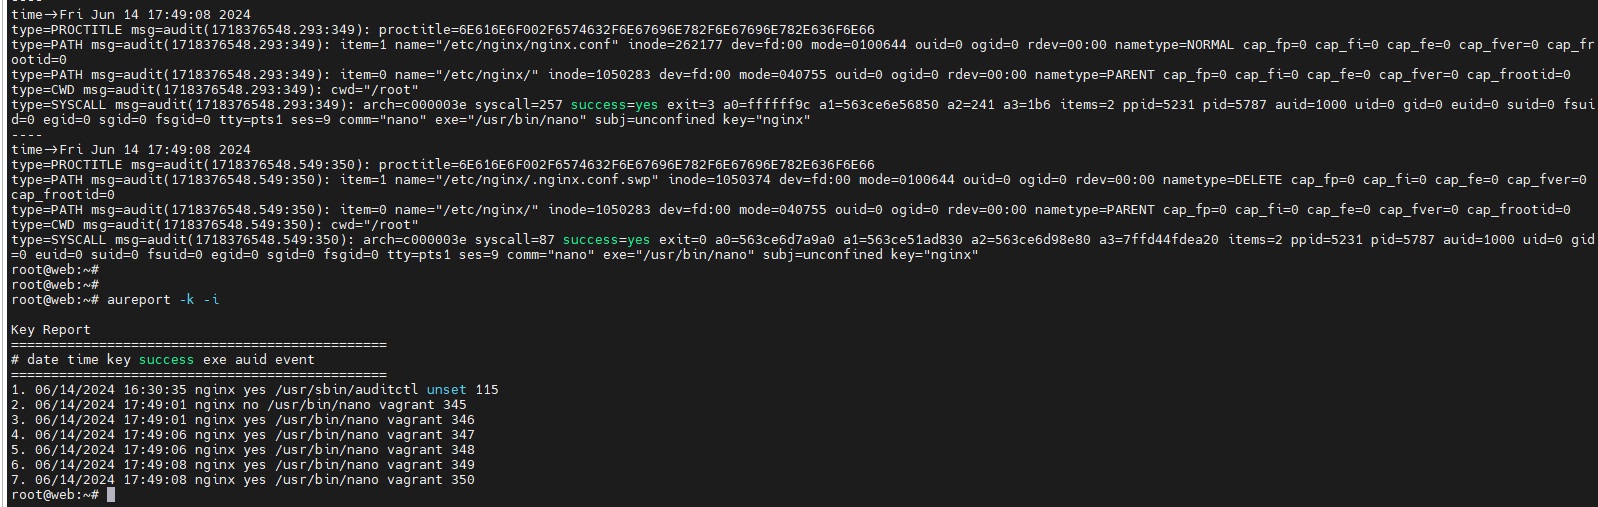 ----
time->Fri Jun 14 17:49:08 2024
type=PROCTITLE msg=audit(1718376548.293:349): proctitle=6E616E6F002F6574632F6E67696E782F6E67696E782E636F6E66
type=PATH msg=audit(1718376548.293:349): item=1 name="/etc/nginx/nginx.conf" inode=262177 dev=fd:00 mode=0100644 ouid=0 ogid=0 rdev=00:00 nametype=NORMAL cap_fp=0 cap_fi=0 cap_fe=0 cap_fver=0 cap_fr
ootid=0
type=PATH msg=audit(1718376548.293:349): item=0 name="/etc/nginx/" inode=1050283 dev=fd:00 mode=040755 ouid=0 ogid=0 rdev=00:00 nametype=PARENT cap_fp=0 cap_fi=0 cap_fe=0 cap_fver=0 cap_frootid=0
type=CWD msg=audit(1718376548.293:349): cwd="/root"
type=SYSCALL msg=audit(1718376548.293:349): arch=c000003e syscall=257 success=yes exit=3 a0=ffffff9c a1=563ce6e56850 a2=241 a3=1b6 items=2 ppid=5231 pid=5787 auid=1000 uid=0 gid=0 euid=0 suid=0 fsui
d=0 egid=0 sgid=0 fsgid=0 tty=pts1 ses=9 comm="nano" exe="/usr/bin/nano" subj=unconfined key="nginx"
----
time->Fri Jun 14 17:49:08 2024
type=PROCTITLE msg=audit(1718376548.549:350): proctitle=6E616E6F002F6574632F6E67696E782F6E67696E782E636F6E66
type=PATH msg=audit(1718376548.549:350): item=1 name="/etc/nginx/.nginx.conf.swp" inode=1050374 dev=fd:00 mode=0100644 ouid=0 ogid=0 rdev=00:00 nametype=DELETE cap_fp=0 cap_fi=0 cap_fe=0 cap_fver=0
cap_frootid=0
type=PATH msg=audit(1718376548.549:350): item=0 name="/etc/nginx/" inode=1050283 dev=fd:00 mode=040755 ouid=0 ogid=0 rdev=00:00 nametype=PARENT cap_fp=0 cap_fi=0 cap_fe=0 cap_fver=0 cap_frootid=0
type=CWD msg=audit(1718376548.549:350): cwd="/root"
type=SYSCALL msg=audit(1718376548.549:350): arch=c000003e syscall=87 success=yes exit=0 a0=563ce6d7a9a0 a1=563ce51ad830 a2=563ce6d98e80 a3=7ffd44fdea20 items=2 ppid=5231 pid=5787 auid=1000 uid=0 gid
=0 euid=0 suid=0 fsuid=0 egid=0 sgid=0 fsgid=0 tty=pts1 ses=9 comm="nano" exe="/usr/bin/nano" subj=unconfined key="nginx"
root@web:~#
root@web:~#
root@web:~# aureport -k -i
Key Report
===============================================
# date time key success exe auid event
===============================================
1. 06/14/2024 16:30:35 nginx yes /usr/sbin/auditctl unset 115
2. 06/14/2024 17:49:01 nginx no /usr/bin/nano vagrant 345
3. 06/14/2024 17:49:01 nginx yes /usr/bin/nano vagrant 346
4. 06/14/2024 17:49:06 nginx yes /usr/bin/nano vagrant 347
5. 06/14/2024 17:49:06 nginx yes /usr/bin/nano vagrant 348
6. 06/14/2024 17:49:08 nginx yes /usr/bin/nano vagrant 349
7. 06/14/2024 17:49:08 nginx yes /usr/bin/nano vagrant 350
root@web:~#